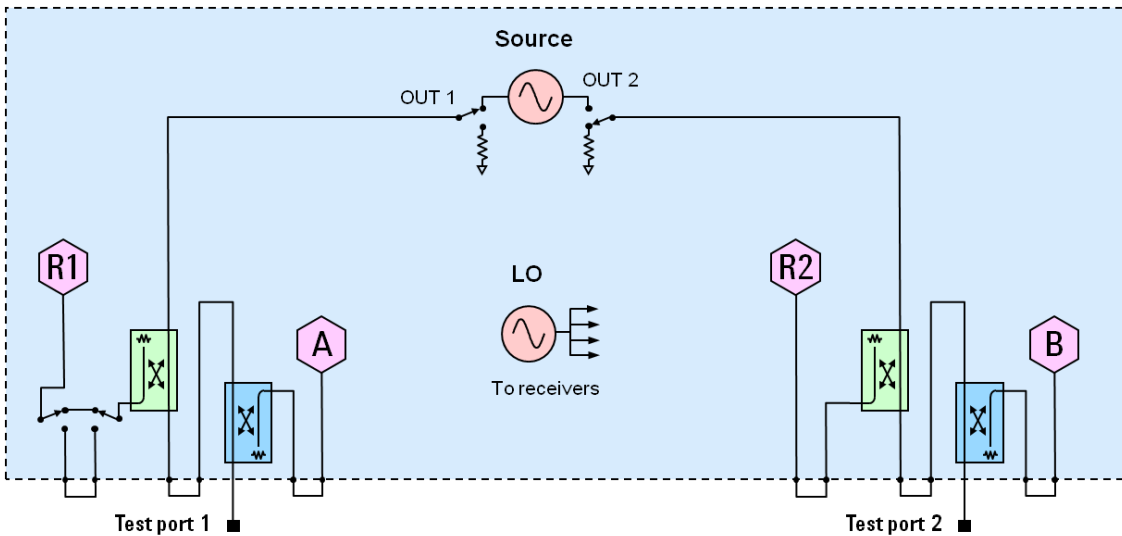 Source
OUT 1
OUT 2
R1
R2
LO
A
B
To receivers
Test port 1
Test port 2